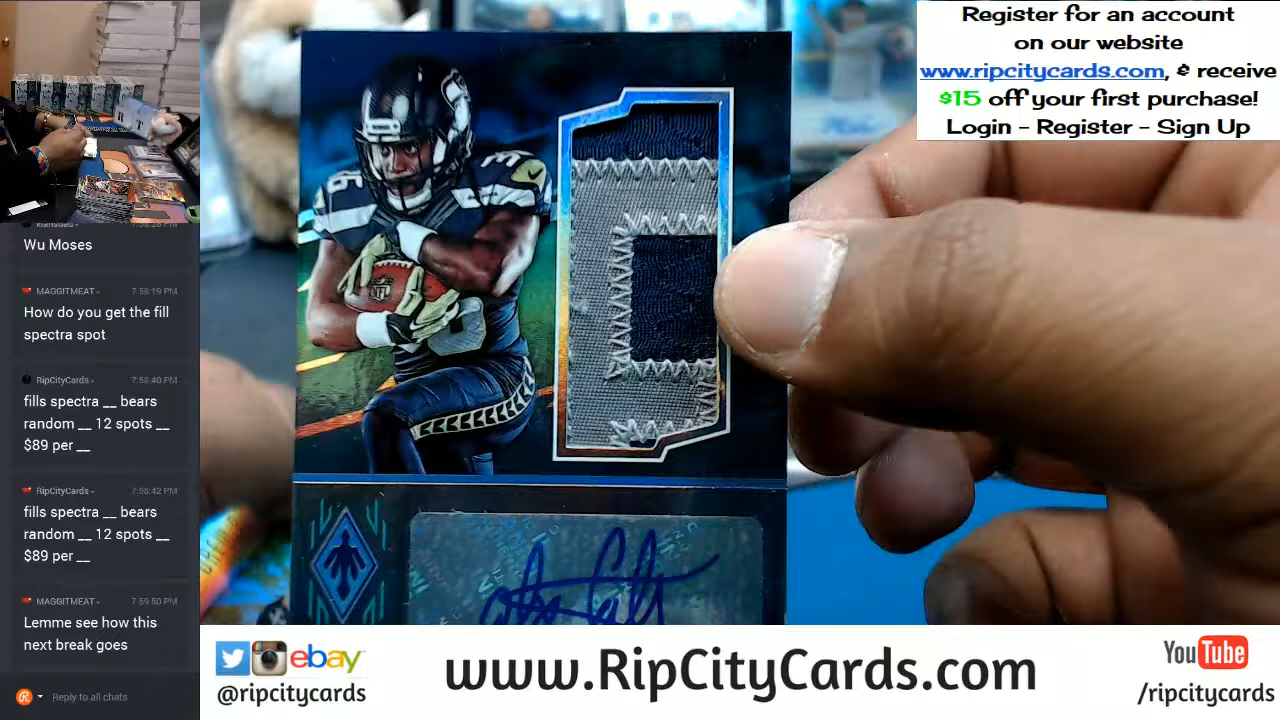 Register for an account
on our website
www.ripcitycards.com, & receive
$15 off your first purchase!
Login - Register - Sign Up
Wu Moses
MAGGITMEAT
7:58:19 PM
How do you get the fill
spectra spot
RipCityCards
7:58:40 PM
fills spectra __ bears
random __ 12 spots __
$89 per __
RipCityCards
7:58:42 PM
fills spectra __ bears
random __ 12 spots __
$89 per __
MAGGITMEAT
7:59:50 PM
Lemme see how this
next break goes
Reply to all chats
36
NFL
ebay
@ripcitycards
www.RipCityCards.com
YouTube
/ripcitycards